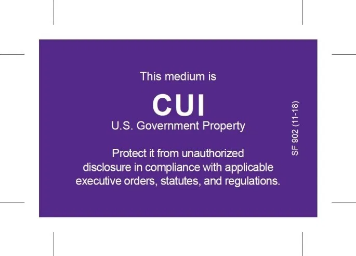 This medium is
CUI
U.S. Government Property
Protect it from unauthorized
disclosure in compliance with applicable
executive orders, statutes, and regulations.
SF 902 (11-18)